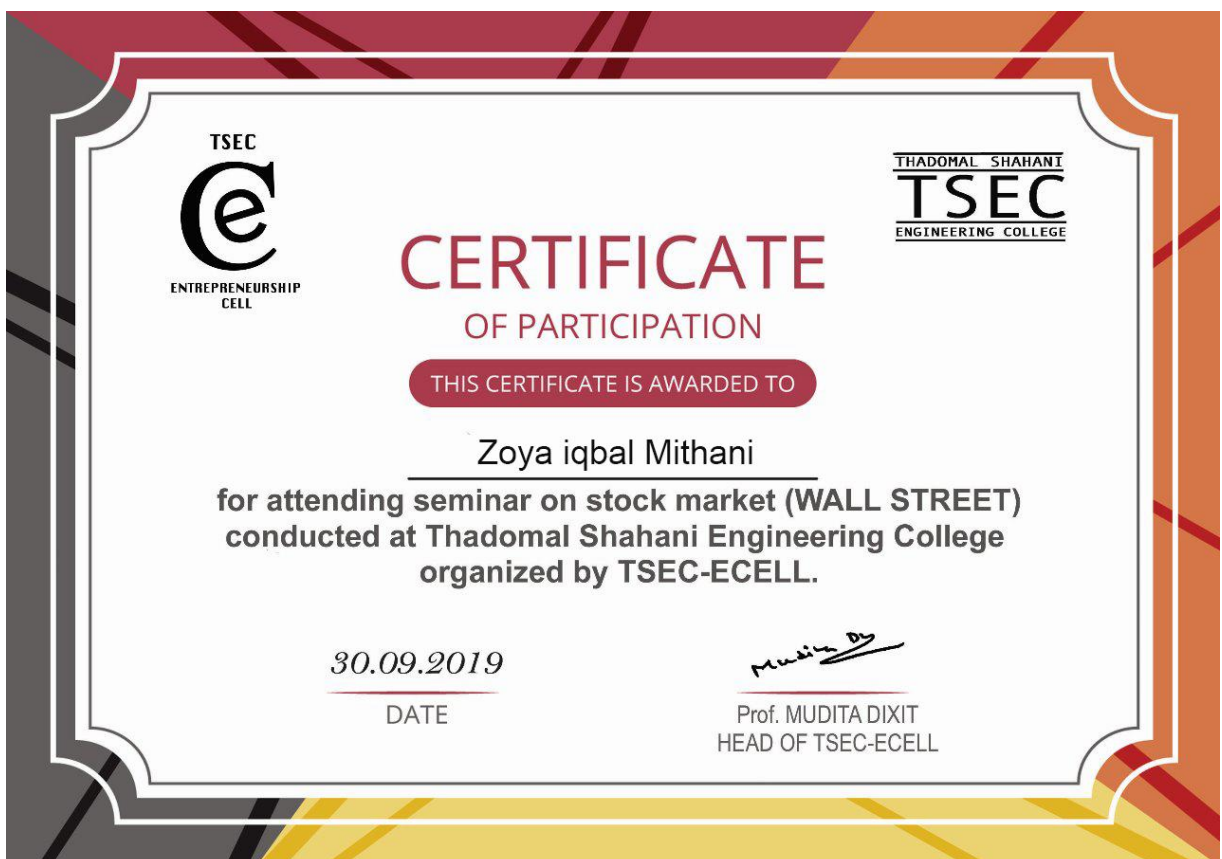 TSEC
Ce
ENTREPRENEURSHIP
CELL
THADOMAL SHAHANI
TSEC
ENGINEERING COLLEGE
CERTIFICATE
OF PARTICIPATION
THIS CERTIFICATE IS AWARDED TO
Zoya iqbal Mithani
for attending seminar on stock market (WALL STREET)
conducted at Thadomal Shahani Engineering College
organized by TSEC-ECELL.
30.09.2019
DATE
Mudita
Prof. MUDITA DIXIT
HEAD OF TSEC-ECELL